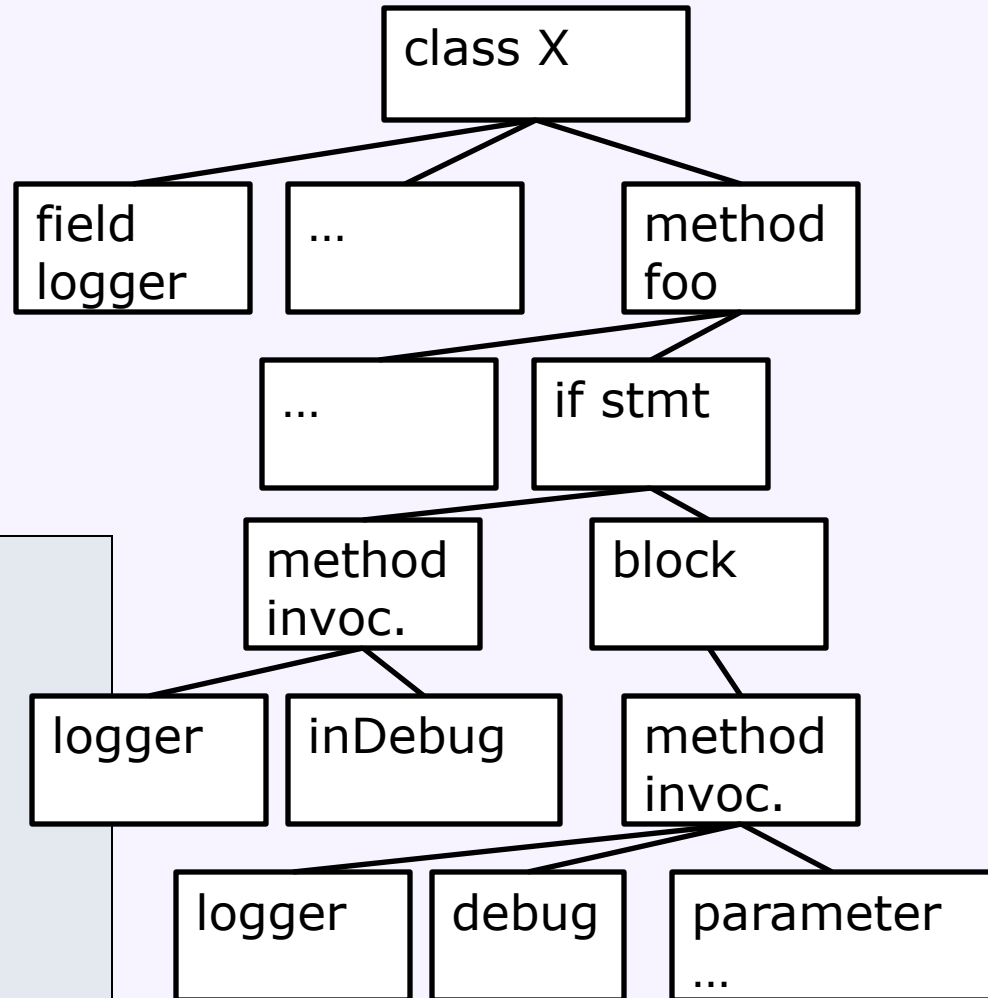 class X
field
logger
...
method
foo
...
if stmt
method
invoc.
block
logger
inDebug
method
invoc.
logger
debug
parameter
...